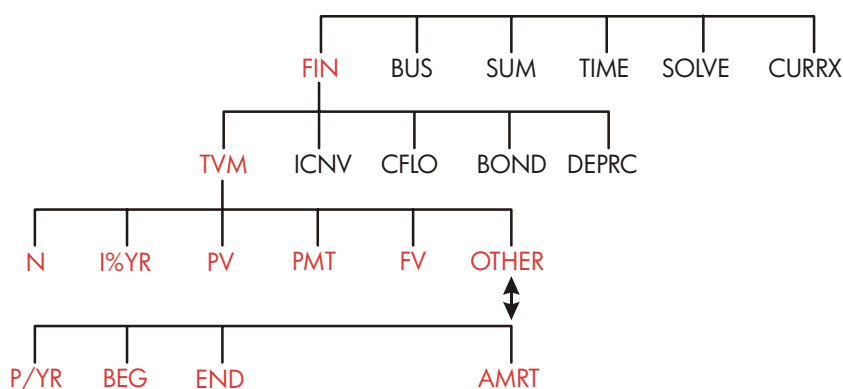 FIN BUS SUM TIME SOLVE CURRX
TVM ICNV CFLO BOND DEPRC
N I%YR PV PMT FV OTHER
P/YR BEG END AMRT